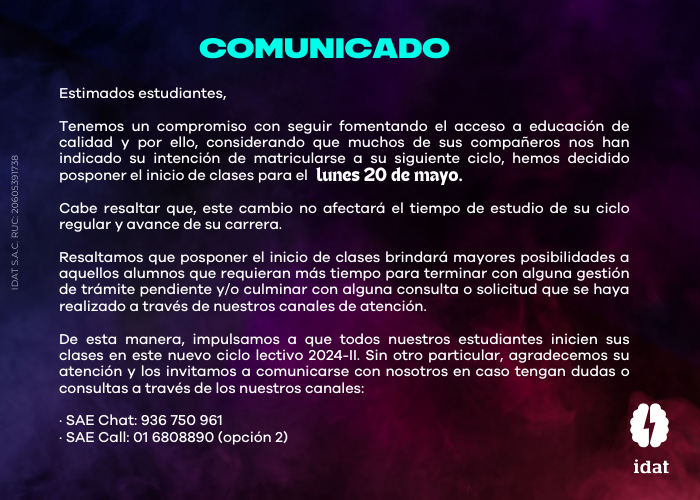 COMUNICADO
Estimados estudiantes,
Tenemos un compromiso con seguir fomentando el acceso a educación de
calidad y por ello, considerando que muchos de sus compañeros nos han
indicado su intención de matricularse a su siguiente ciclo, hemos decidido
posponer el inicio de clases para el lunes 20 de mayo.
Cabe resaltar que, este cambio no afectará el tiempo de estudio de su ciclo
regular y avance de su carrera.
Resaltamos que posponer el inicio de clases brindará mayores posibilidades a
aquellos alumnos que requieran más tiempo para terminar con alguna gestión
de trámite pendiente y/o culminar con alguna consulta o solicitud que se haya
realizado a través de nuestros canales de atención.
De esta manera, impulsamos a que todos nuestros estudiantes inicien sus
clases en este nuevo ciclo lectivo 2024-II. Sin otro particular, agradecemos su
atención y los invitamos a comunicarse con nosotros en caso tengan dudas o
consultas a través de los nuestros canales:
· SAE Chat: 936 750 961
· SAE Call: 01 6808890 (opción 2)
IDAT S.A.C. RUC: 20605391738
idat